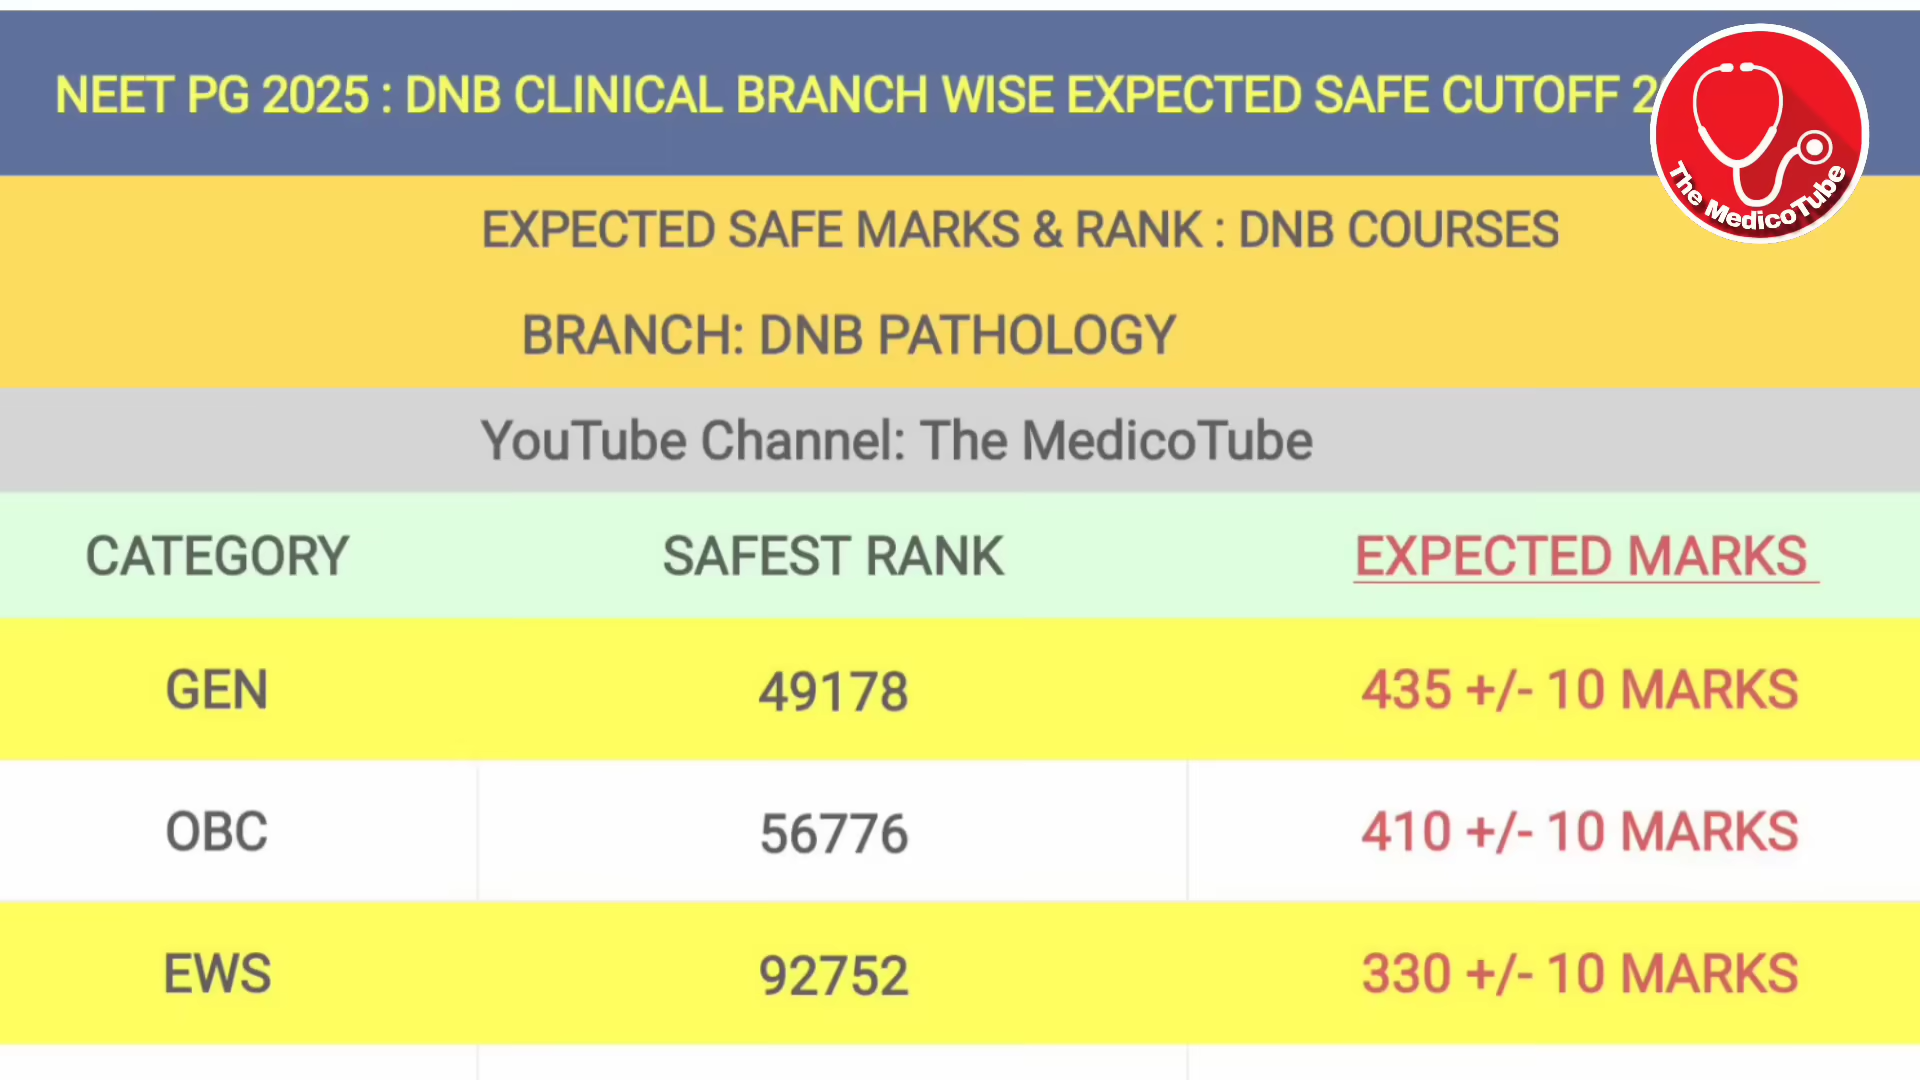 NEET PG 2025 : DNB CLINICAL BRANCH WISE EXPECTED SAFE CUTOFF
The MedicoTube
EXPECTED SAFE MARKS & RANK : DNB COURSES
BRANCH: DNB PATHOLOGY
YouTube Channel: The MedicoTube
CATEGORY SAFEST RANK EXPECTED MARKS
GEN 49178 435 +/- 10 MARKS
OBC 56776 410 +/- 10 MARKS
EWS 92752 330 +/- 10 MARKS